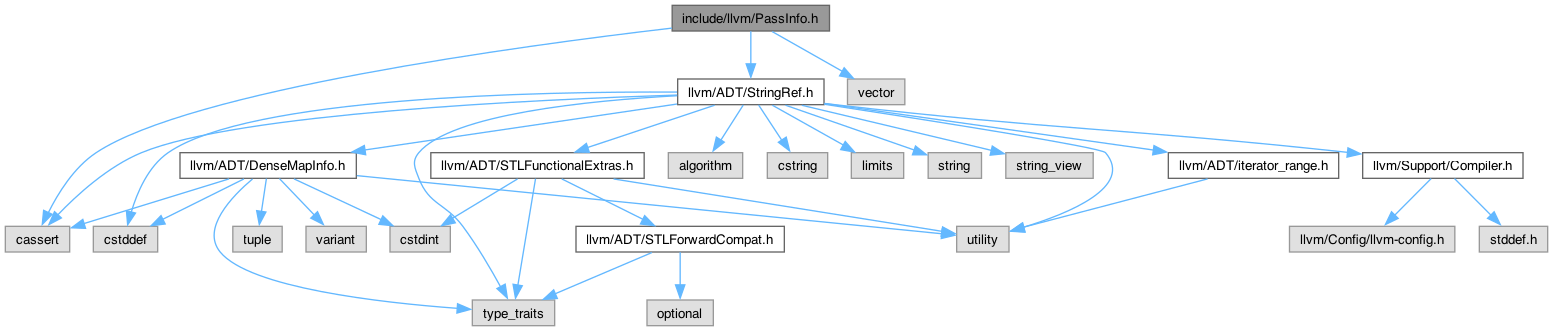 include/llvm/PassInfo.h
llvm/ADT/StringRef.h
vector
llvm/ADT/DenseMapInfo.h
llvm/ADT/STLFunctionalExtras.h
algorithm
cstring
limits
string
string_view
llvm/ADT/iterator_range.h
llvm/Support/Compiler.h
cassert
cstddef
tuple
variant
cstdint
llvm/ADT/STLForwardCompat.h
utility
llvm/Config/llvm-config.h
stddef.h
type_traits
optional